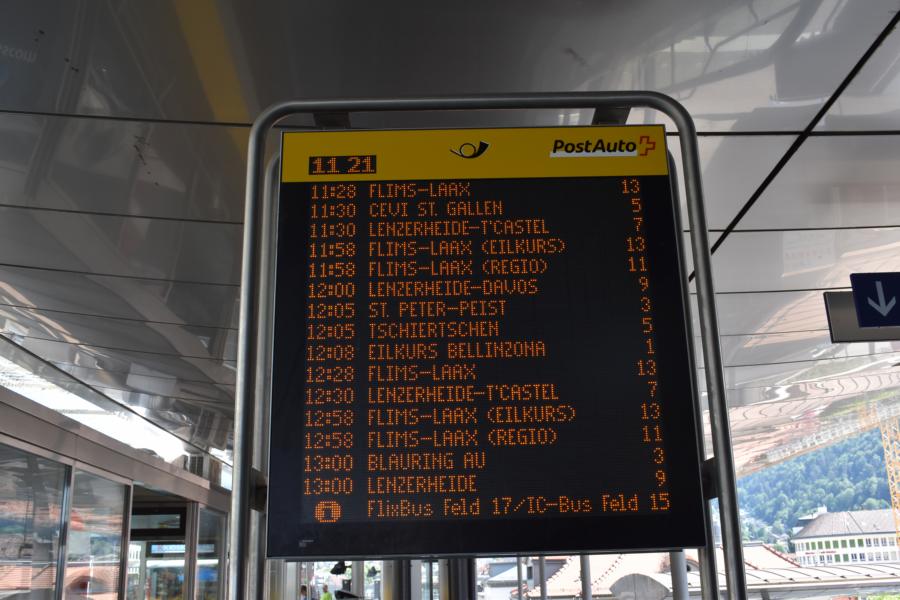 11 21 PostAuto
11:28 FLIMS-LAAX 13
11:30 CEVI ST. GALLEN 5
11:30 LENZERHEIDE-T'CASTEL 7
11:58 FLIMS-LAAX (EILKURS) 13
11:58 FLIMS-LAAX (REGIO) 11
12:00 LENZERHEIDE-DAVOS 9
12:05 ST. PETER-PEIST 3
12:05 TSCHIERTSCHEN 5
12:08 EILKURS BELLINZONA 1
12:28 FLIMS-LAAX 13
12:30 LENZERHEIDE-T'CASTEL 7
12:58 FLIMS-LAAX (EILKURS) 13
12:58 FLIMS-LAAX (REGIO) 11
13:00 BLAURING AU 3
13:00 LENZERHEIDE 9
i FlixBus Feld 17/IC-Bus Feld 15